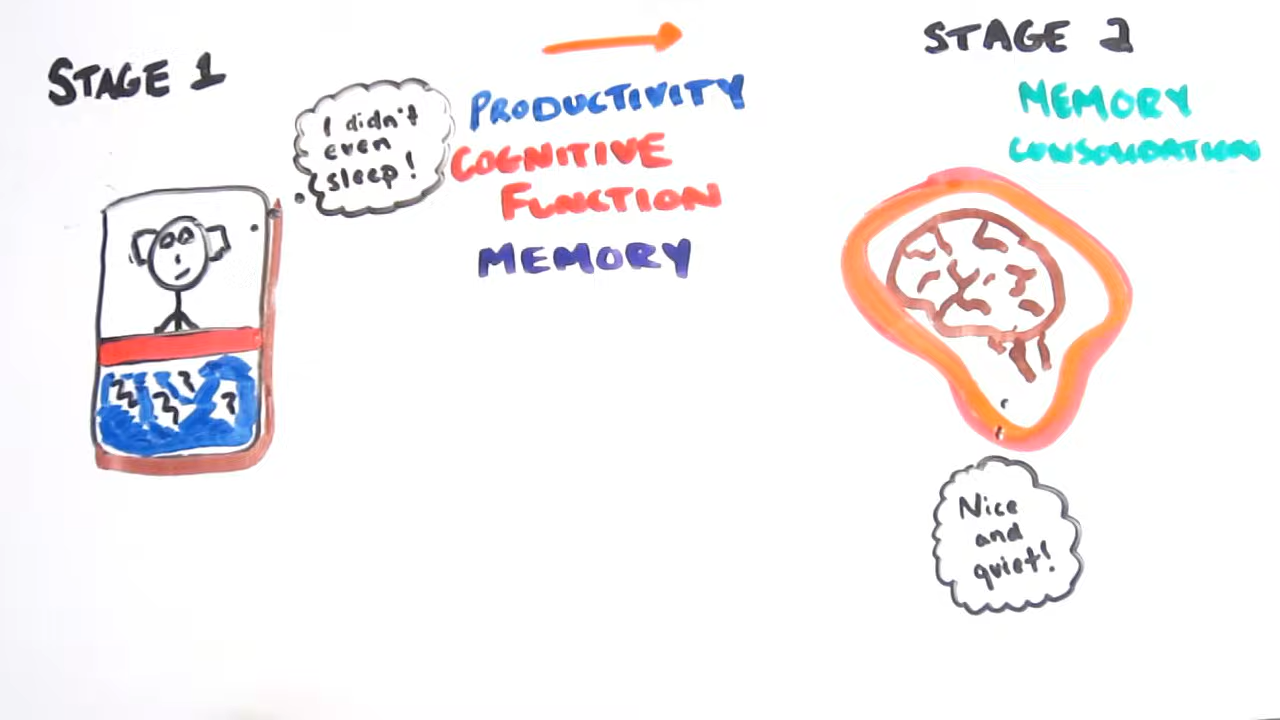 STAGE 1
I didn't
even
sleep!
PRODUCTIVITY
COGNITIVE
FUNCTION
MEMORY
STAGE 2
MEMORY
CONSOLIDATION
Nice
and
quiet!